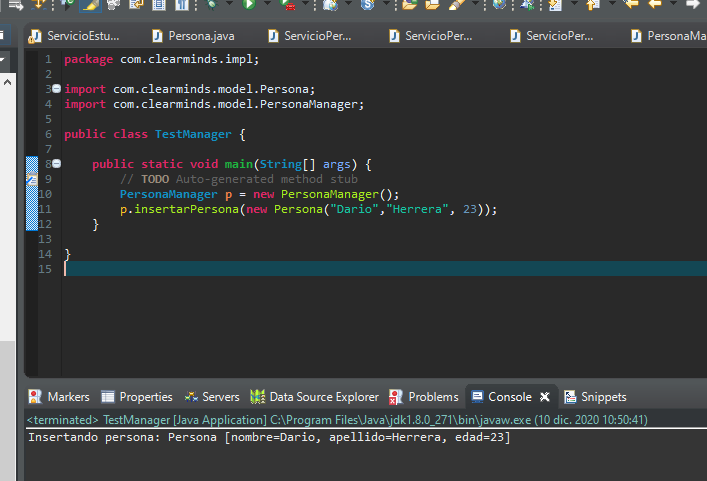 ServicioEstu...
Persona.java
ServicioPer...
ServicioPer...
ServicioPer...
PersonaMa
1 package com.clearminds.impl;
2
3 import com.clearminds.model.Persona;
4 import com.clearminds.model.PersonaManager;
5
6 public class TestManager {
7
8 public static void main(String[] args) {
9 // TODO Auto-generated method stub
10 PersonaManager p = new PersonaManager();
11 p.insertarPersona(new Persona("Dario","Herrera", 23));
12 }
13
14 }
15
Markers Properties Servers Data Source Explorer Problems Console Snippets
<terminated> TestManager [Java Application] C:\Program Files\Java\jdk1.8.0_271\bin\javaw.exe (10 dic. 2020 10:50:41)
Insertando persona: Persona [nombre=Dario, apellido=Herrera, edad=23]